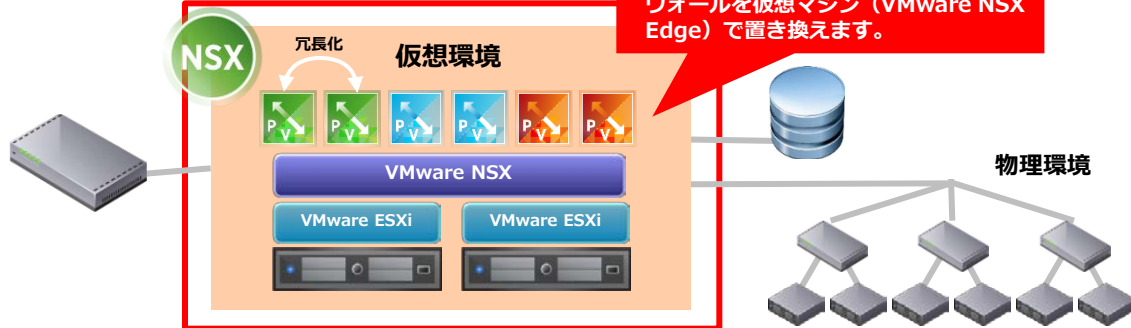 ウォールを仮想マシン（VMware NSX
Edge）で置き換えます。
NSX
冗長化
仮想環境
P V
P V
P V
P V
P V
P V
VMware NSX
物理環境
VMware ESXi
VMware ESXi